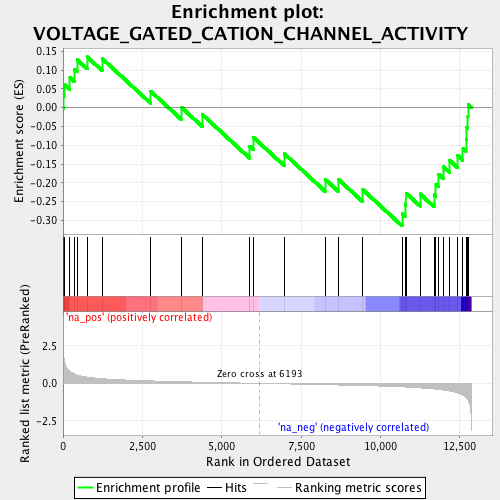 Enrichment plot:
VOLTAGE_GATED_CATION_CHANNEL_ACTIVITY
Enrichment score (ES)
0.15
0.10
0.05
0.00
-0.05
-0.10
-0.15
-0.20
-0.25
-0.30
'na_pos' (positively correlated)
Ranked list metric (PreRanked)
2.5
0.0
-2.5
Zero cross at 6193
'na_neg' (negatively correlated)
0
2,500
5,000
7,500
10,000
12,500
Rank in Ordered Dataset
Enrichment profile
Hits
Ranking metric scores